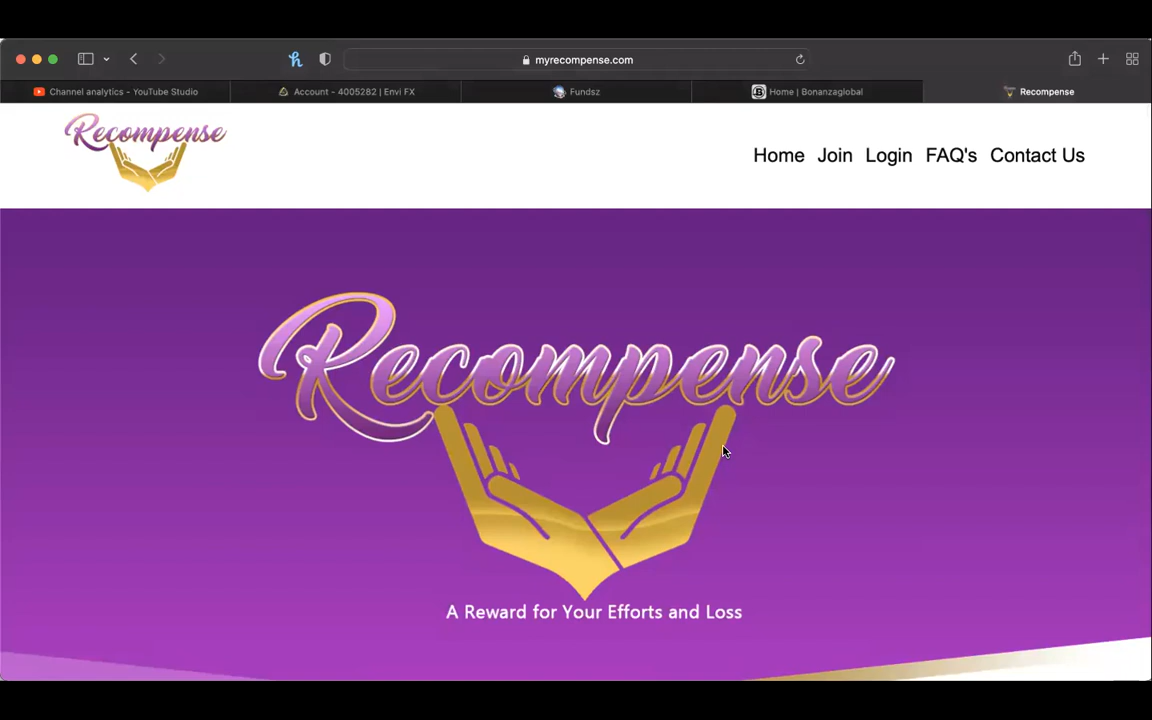 myrecompense.com
Channel analytics - YouTube Studio
Account - 4005282 | Envi FX
Fundsz
Home | Bonanzaglobal
Recompense
Recompense
Home Join Login FAQ's Contact Us
Recompense
A Reward for Your Efforts and Loss